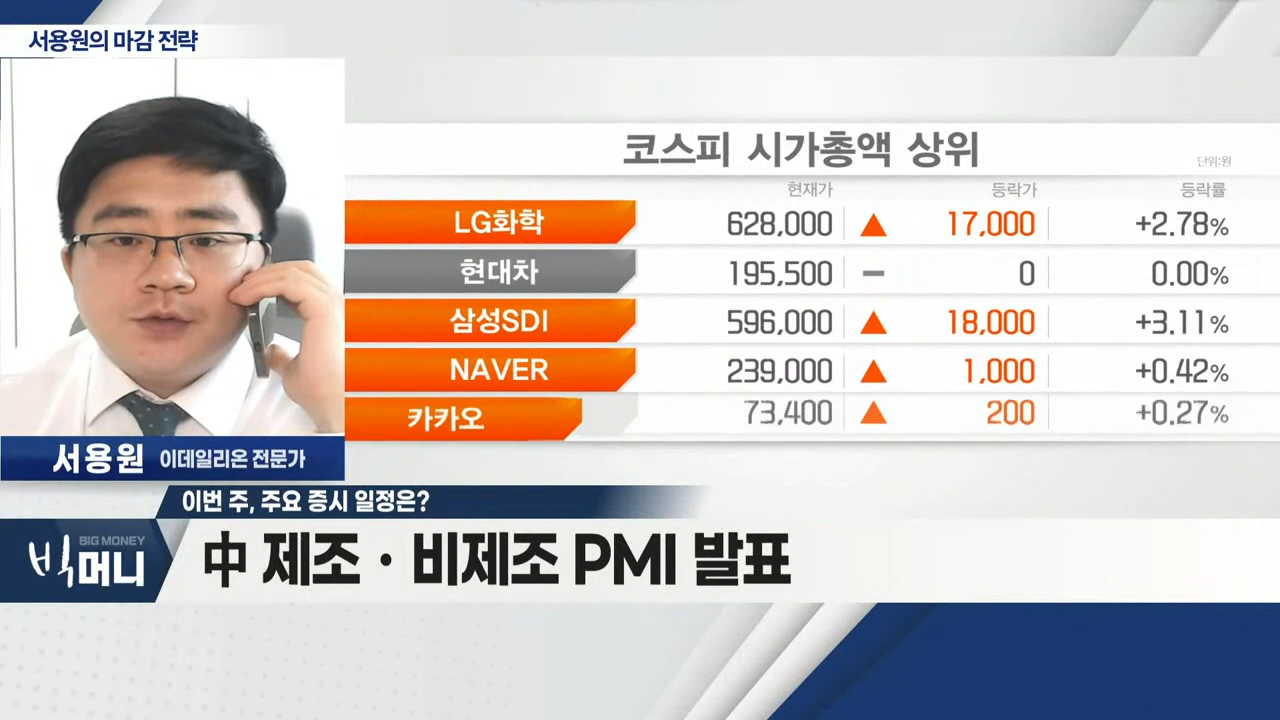 서용원의 마감 전략
코스피 시가총액 상위
단위:원
현재가 등락가 등락률
LG화학 628,000 ▲ 17,000 +2.78%
현대차 195,500 − 0 0.00%
삼성SDI 596,000 ▲ 18,000 +3.11%
NAVER 239,000 ▲ 1,000 +0.42%
카카오 73,400 ▲ 200 +0.27%
서용원 이데일리온 전문가
이번 주, 주요 증시 일정은?
BIG MONEY
빅머니
中 제조·비제조 PMI 발표